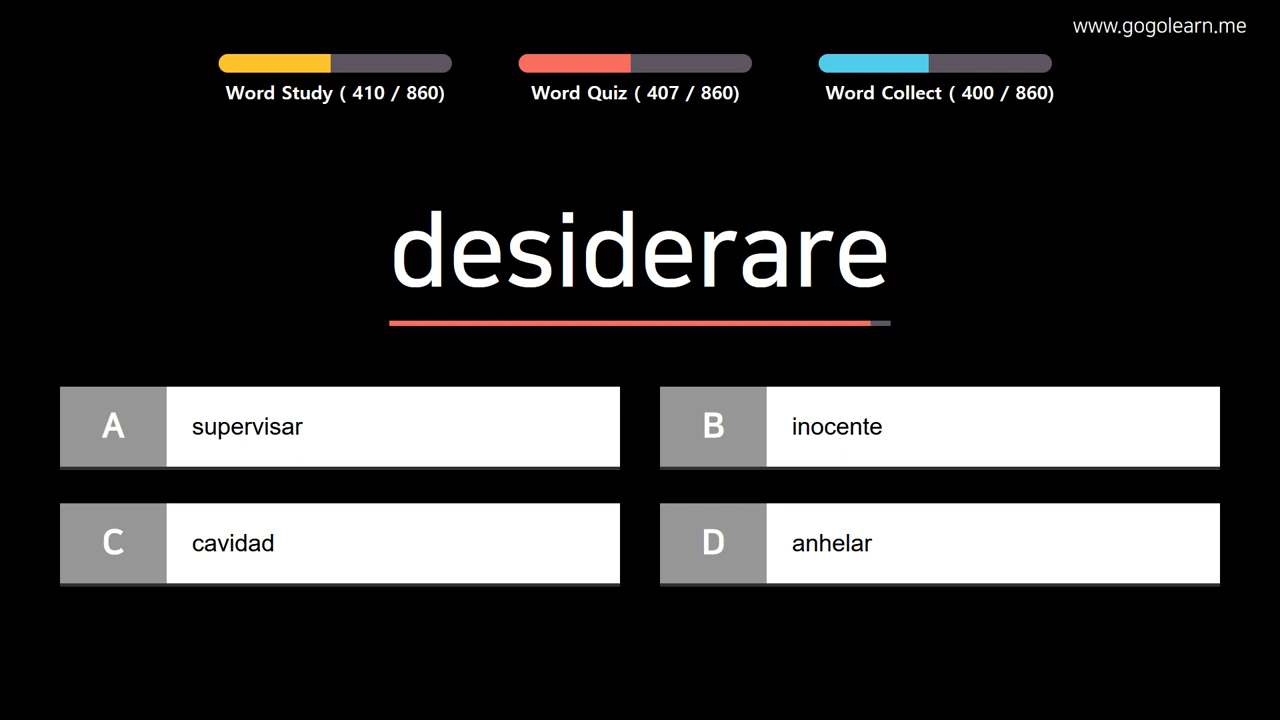 www.gogolearn.me
Word Study ( 410 / 860)
Word Quiz ( 407 / 860)
Word Collect ( 400 / 860)
desiderare
A supervisar
B inocente
C cavidad
D anhelar